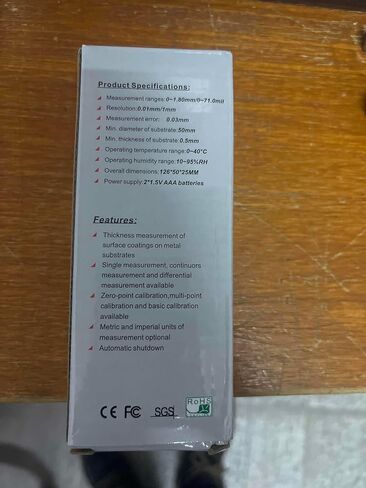 Product Specifications:
Measurement ranges:0~1.80mm/0~71.0mil
Resolution:0.01mm/1mm
Measurement error: 0.03mm
Min. diameter of substrate:50mm
Min. thickness of substrate:0.5mm
Operating temperature range:0~40°C
Operating humidity range:10~95%RH
Overall dimensions:126*50*25MM
Power supply:2*1.5V AAA batteries
Features:
Thickness measurement of
surface coatings on metal
substrates
Single measurement, continuors
measurement and differential
measurement available
Zero-point calibration,multi-point
calibration and basic calibration
available
Metric and imperial units of
measurement optional
Automatic shutdown
CE FC SGS RoHS